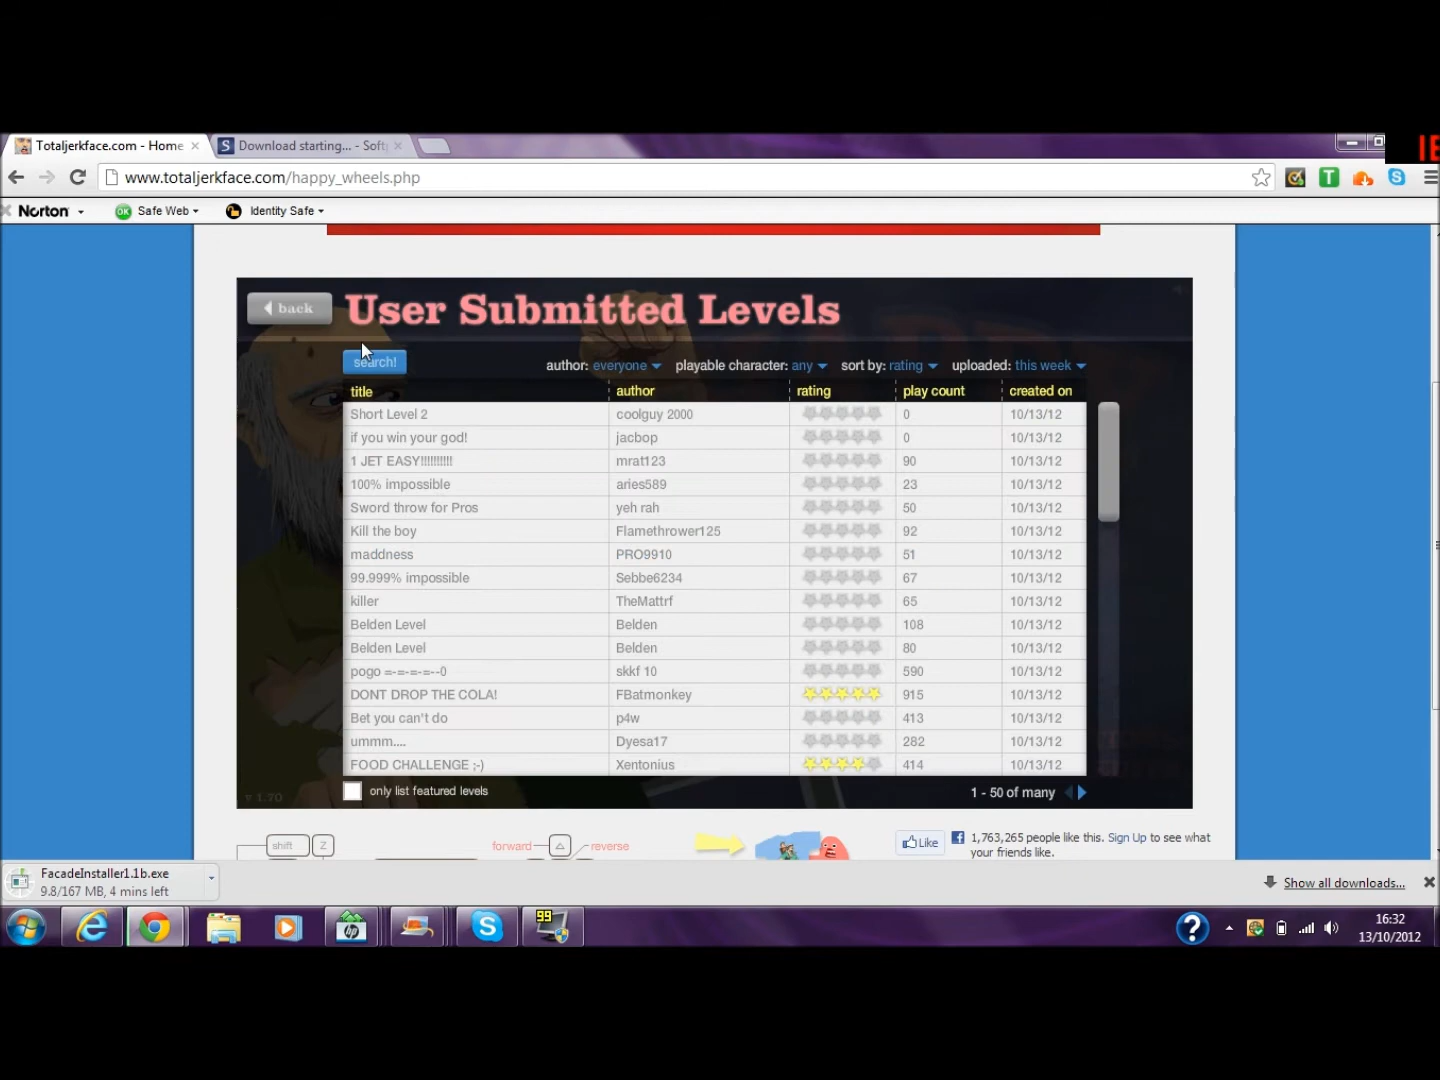 Totaljerkface.com - Home
Download starting... - Soft
www.totaljerkface.com/happy_wheels.php
Norton
OK Safe Web
Identity Safe
back
User Submitted Levels
search!
author: everyone playable character: any sort by: rating uploaded: this week
title author rating play count created on
Short Level 2 coolguy 2000 0 10/13/12
if you win your god! jacbop 0 10/13/12
1 JET EASY!!!!!!!!!! mrat123 90 10/13/12
100% impossible aries589 23 10/13/12
Sword throw for Pros yeh rah 50 10/13/12
Kill the boy Flamethrower125 92 10/13/12
maddness PRO9910 51 10/13/12
99.999% impossible Sebbe6234 67 10/13/12
killer TheMattrf 65 10/13/12
Belden Level Belden 108 10/13/12
Belden Level Belden 80 10/13/12
pogo =-=-=-=--0 skkf 10 590 10/13/12
DONT DROP THE COLA! FBatmonkey 915 10/13/12
Bet you can't do p4w 413 10/13/12
ummm.... Dyesa17 282 10/13/12
FOOD CHALLENGE ;-) Xentonius 414 10/13/12
v 1.70
only list featured levels
1 - 50 of many
shift Z
forward reverse
Like
1,763,265 people like this. Sign Up to see what
your friends like.
FacadeInstaller1.1b.exe
9.8/167 MB, 4 mins left
Show all downloads...
hp
99
16:32
13/10/2012